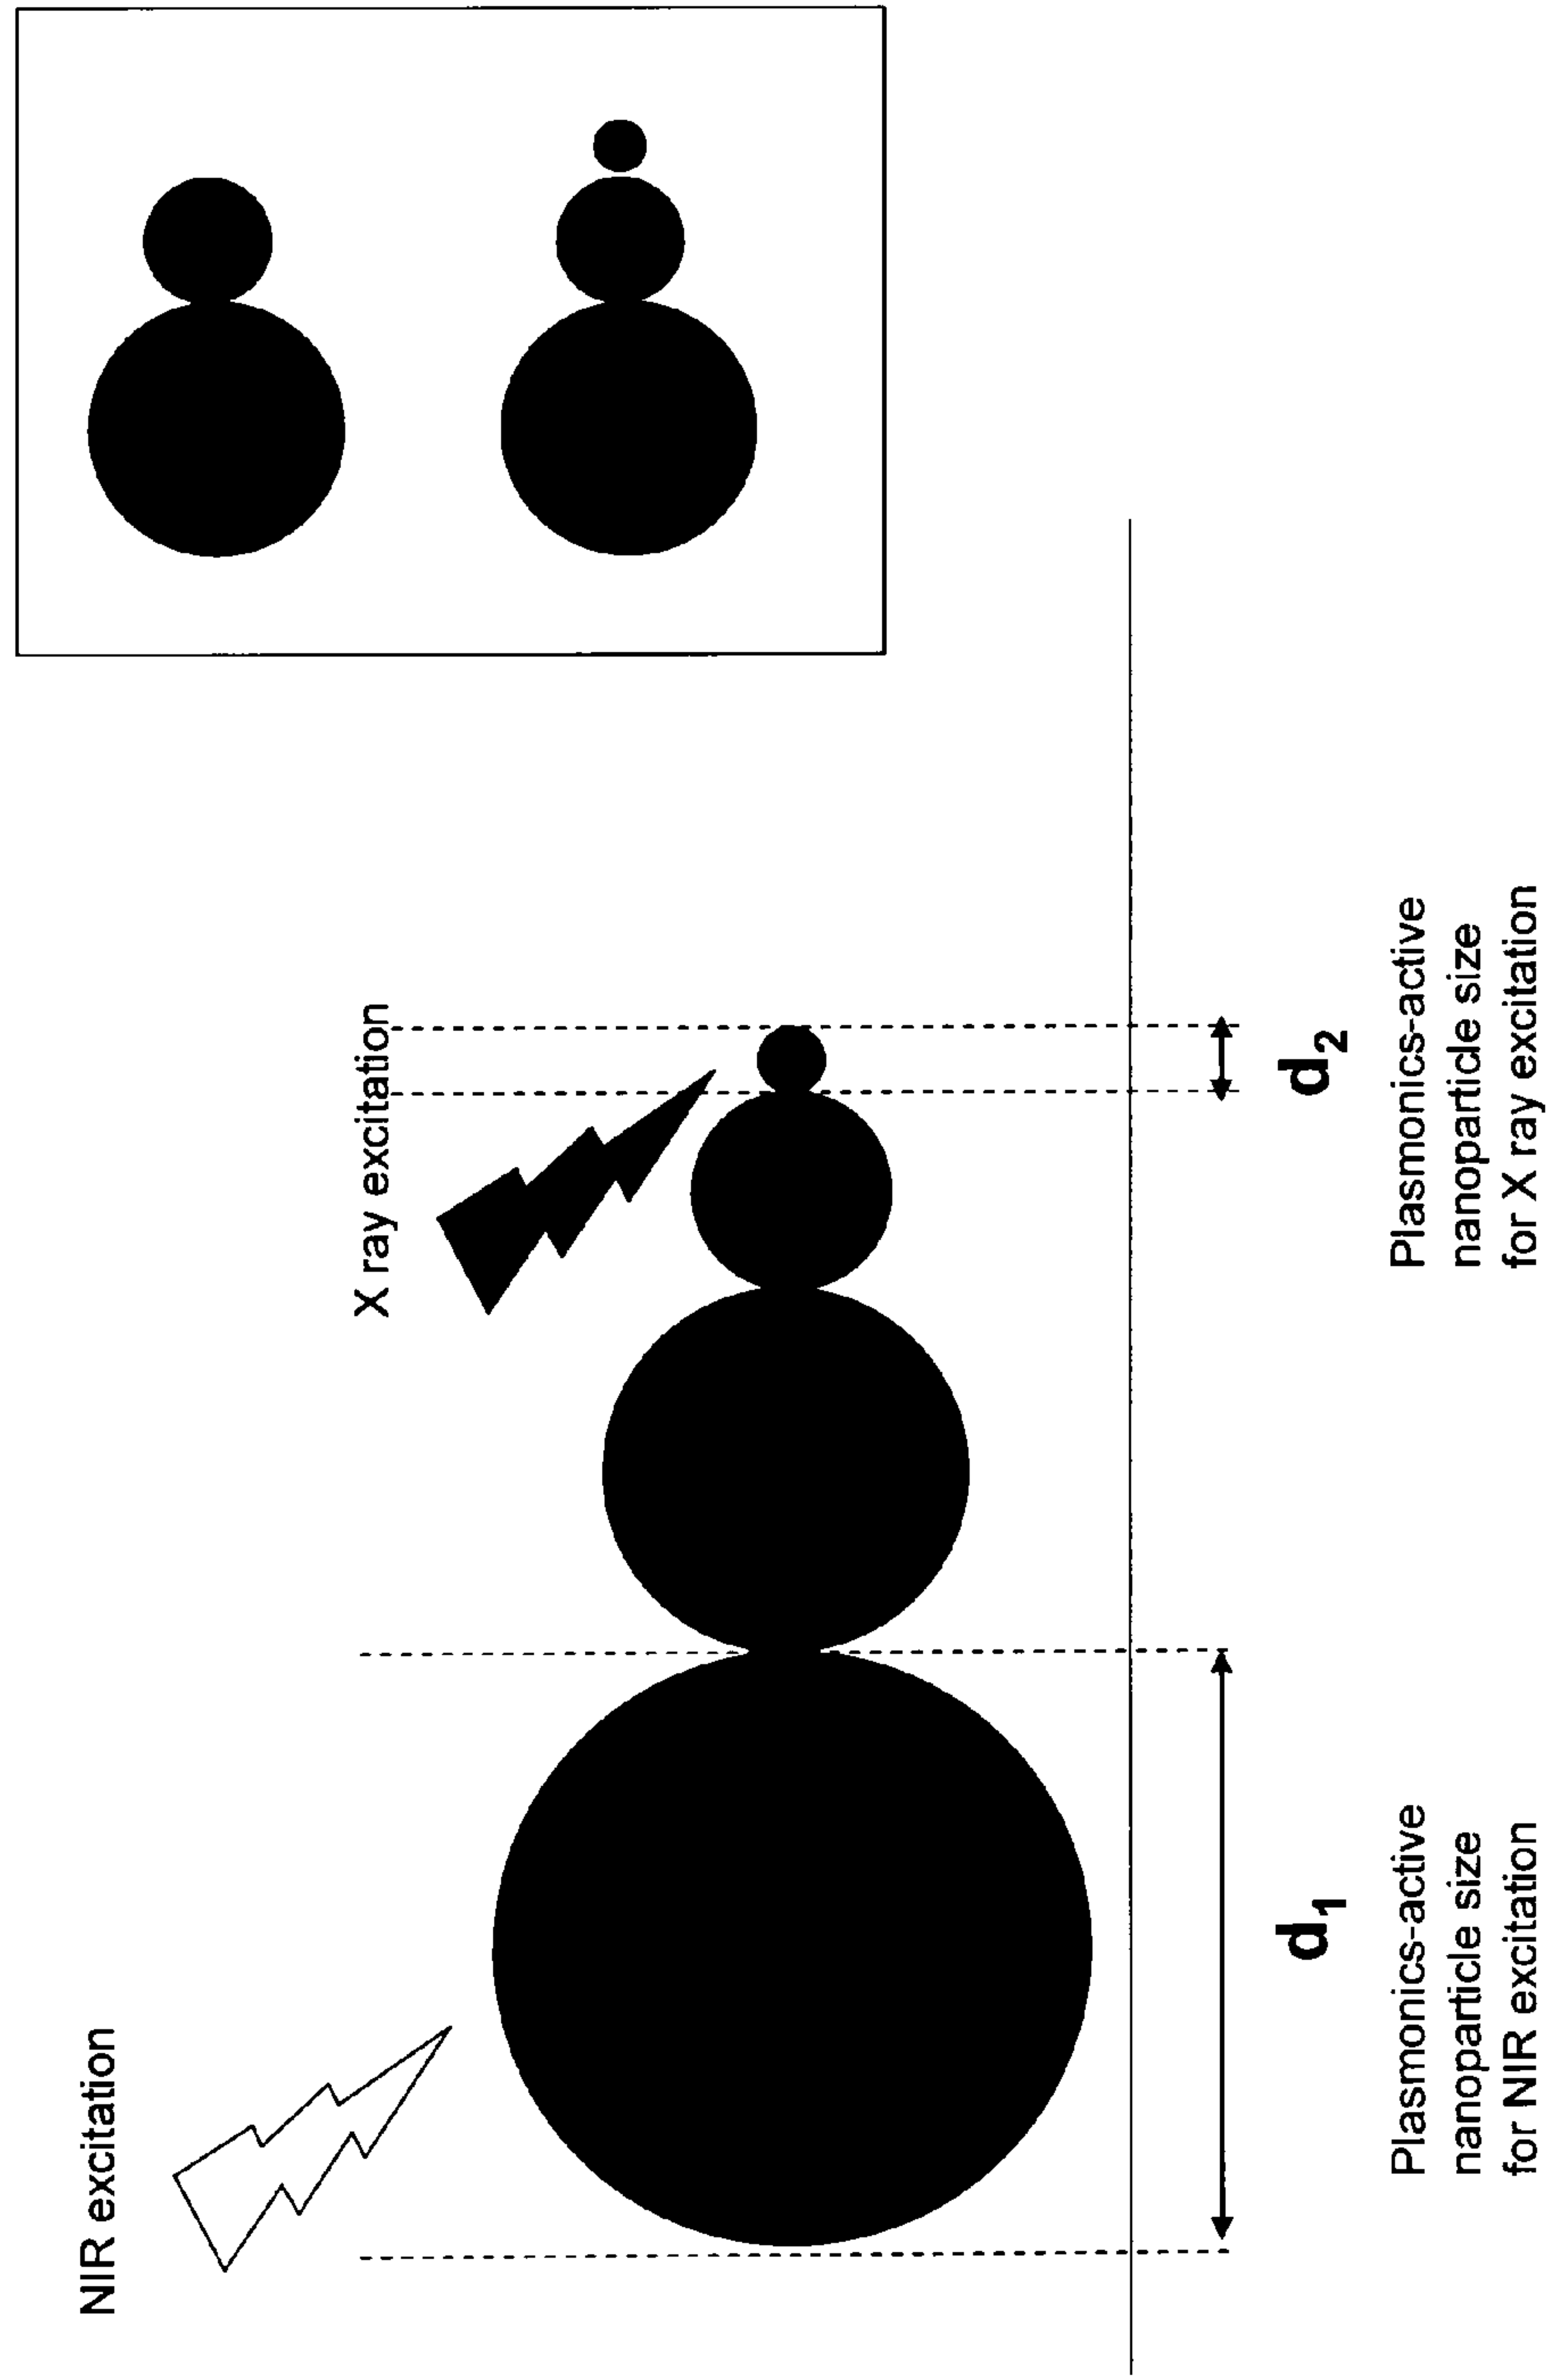 NIR excitation
X ray excitation
d1
d2
Plasmonics-active
nanoparticle size
for NIR excitation
Plasmonics-active
nanoparticle size
for X ray excitation